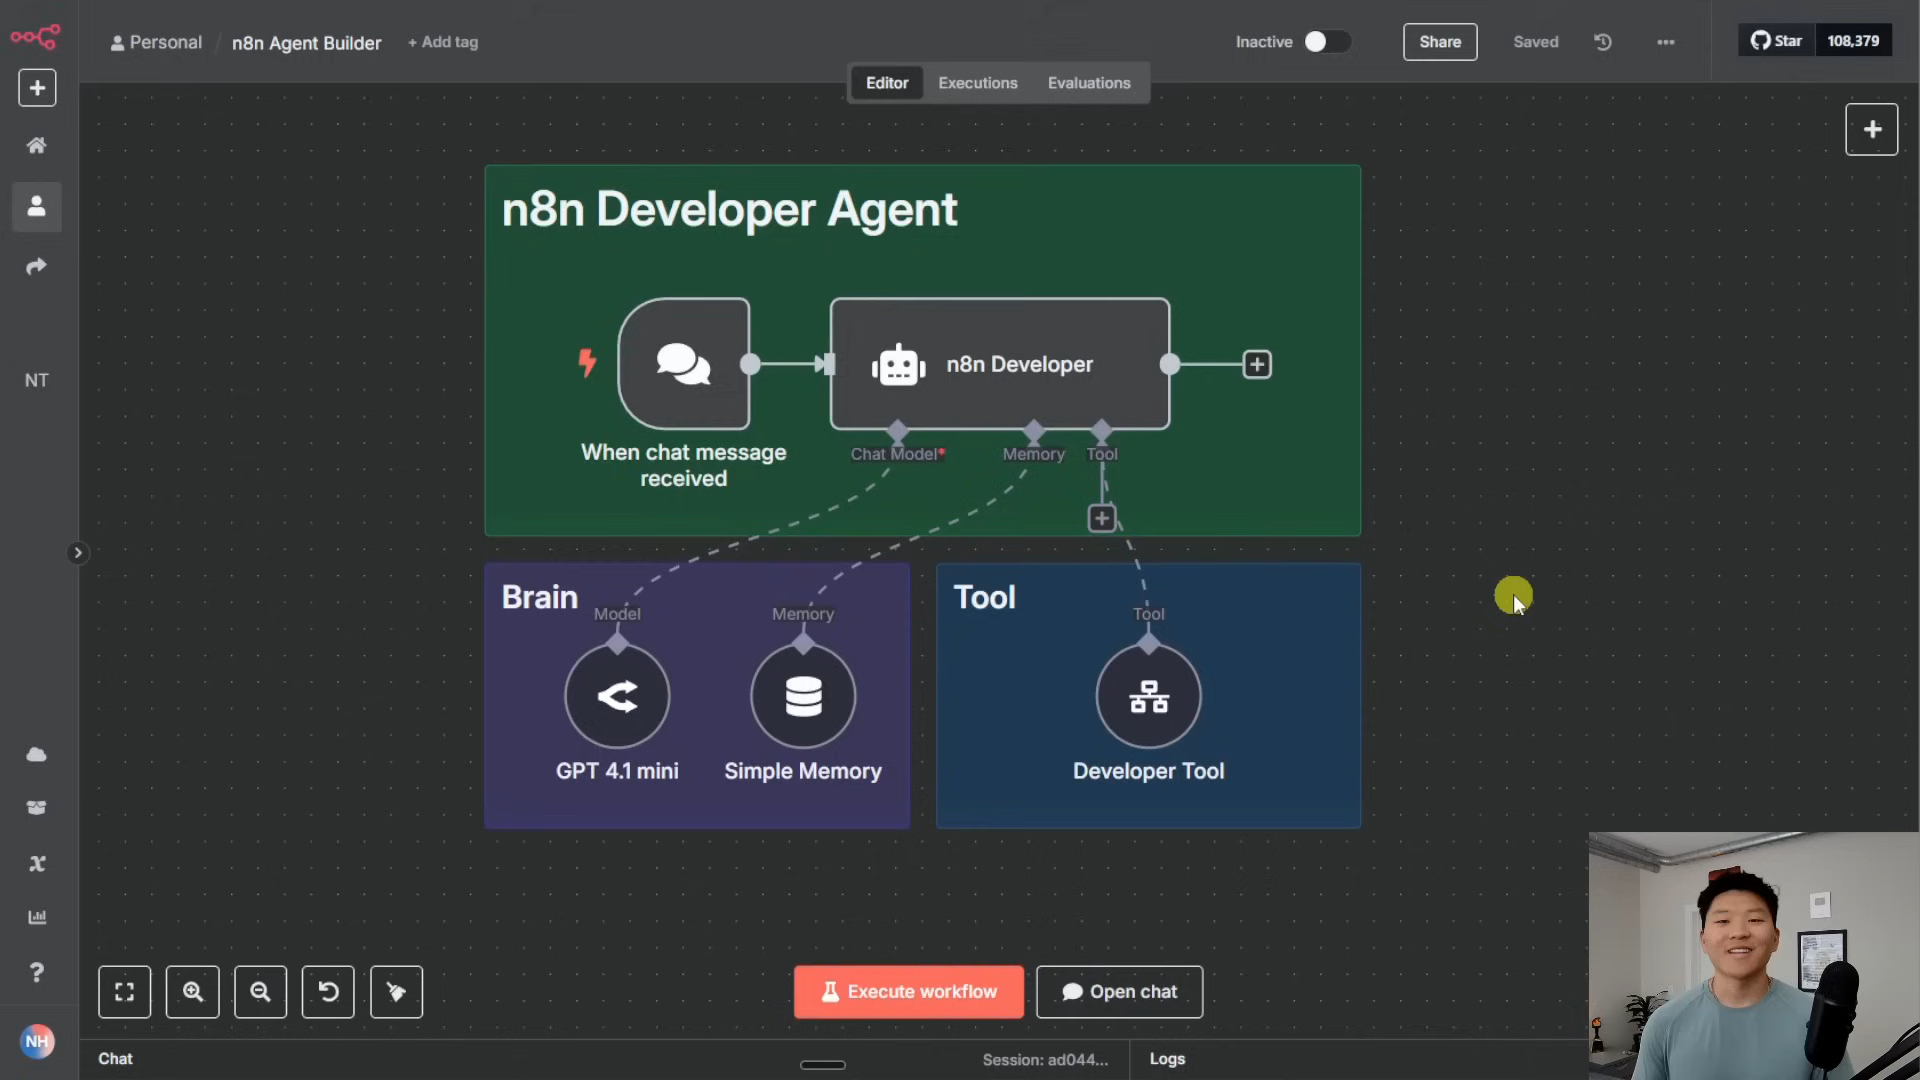 Personal / n8n Agent Builder + Add tag
Inactive
Share
Saved
Star 108,379
Editor Executions Evaluations
n8n Developer Agent
n8n Developer
When chat message
received
Chat Model*
Memory
Tool
NT
Brain
Model
Memory
GPT 4.1 mini
Simple Memory
Tool
Tool
Developer Tool
Execute workflow
Open chat
NH
Chat
Session: ad044...
Logs